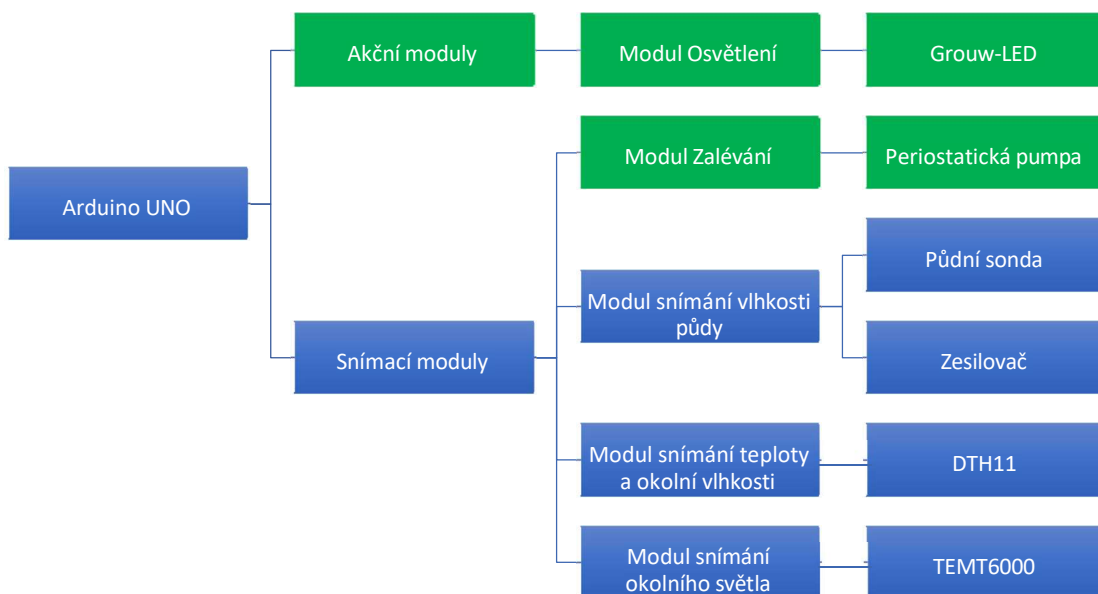 Akční moduly
Modul Osvětlení
Grouw-LED
Modul Zalévání
Periostatická pumpa
Arduino UNO
Půdní sonda
Modul snímání vlhkosti
půdy
Snímací moduly
Zesilovač
Modul snímání teploty
a okolní vlhkosti
DTH11
Modul snímání
okolního světla
TEMT6000